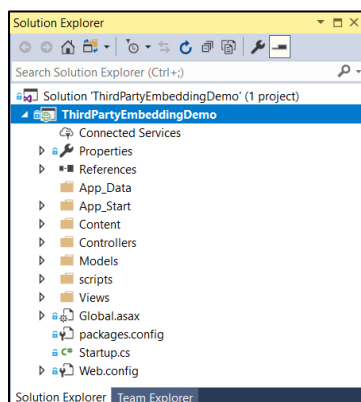 Solution Explorer
Search Solution Explorer (Ctrl+;)
Solution 'ThirdPartyEmbeddingDemo' (1 project)
ThirdPartyEmbeddingDemo
Connected Services
Properties
References
App_Data
App_Start
Content
Controllers
Models
scripts
Views
Global.asax
packages.config
C# Startup.cs
Web.config
Solution Explorer Team Explorer